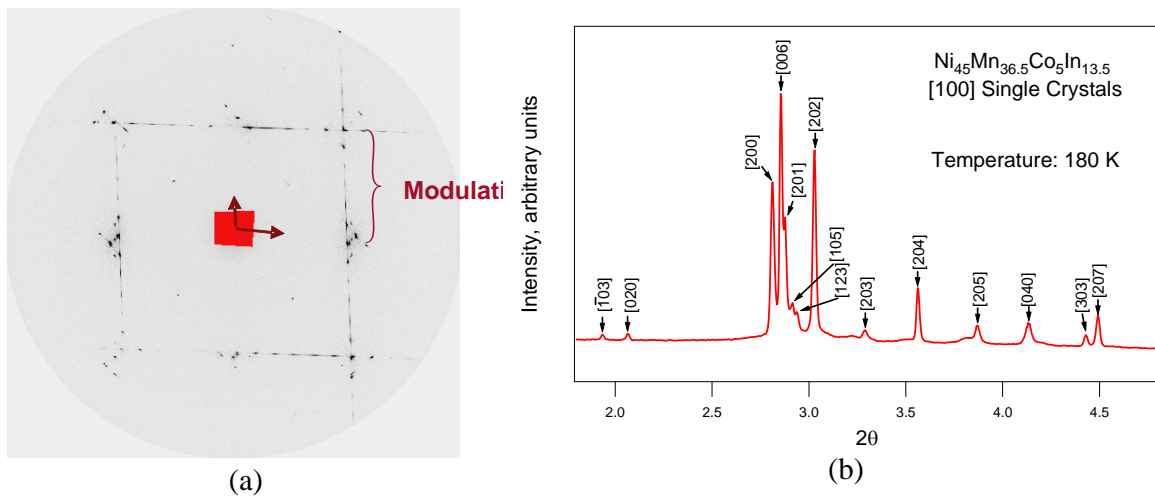 Modulati
(a)
Intensity, arbitrary units
[1̄03]
[020]
[200]
[006]
[201]
[105]
[123]
[202]
[203]
[204]
[205]
[040]
[303]
[207]
Ni45Mn36.5Co5In13.5
[100] Single Crystals
Temperature: 180 K
2.0 2.5 3.0 3.5 4.0 4.5
2θ
(b)